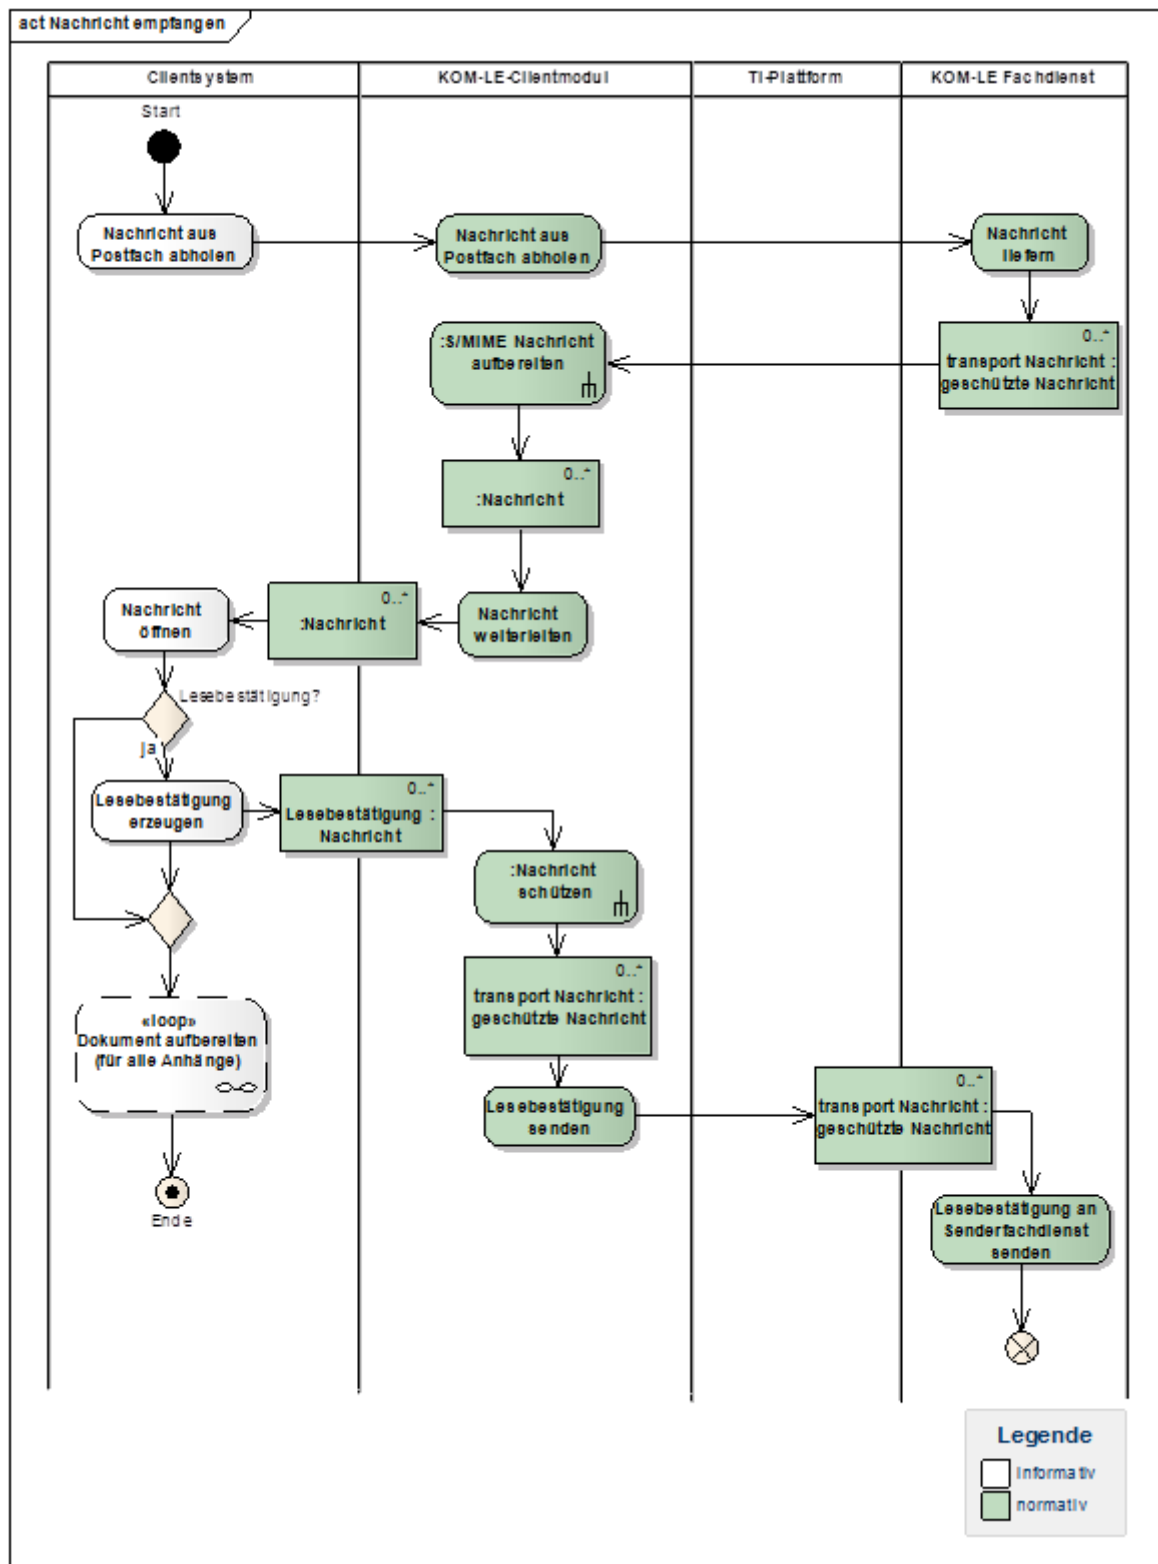 act Nachricht empfangen
Clientsystem
KOM-LE-Clientmodul
TI-Plattform
KOM-LE Fachdienst
Start
Nachricht aus
Postfach abholen
Nachricht aus
Postfach abholen
Nachricht
liefern
:S/MIME Nachricht
aufbereiten
0..*
transport Nachricht :
geschützte Nachricht
0..*
:Nachricht
Nachricht
öffnen
0..*
:Nachricht
Nachricht
weiterleiten
Lesebestätigung?
ja
Lesebestätigung
erzeugen
0..*
Lesebestätigung :
Nachricht
:Nachricht
schützen
0..*
transport Nachricht :
geschützte Nachricht
«loop»
Dokument aufbereiten
(für alle Anhänge)
Lesebestätigung
senden
0..*
transport Nachricht :
geschützte Nachricht
Ende
Lesebestätigung an
Senderfachdienst
senden
Legende
informativ
normativ